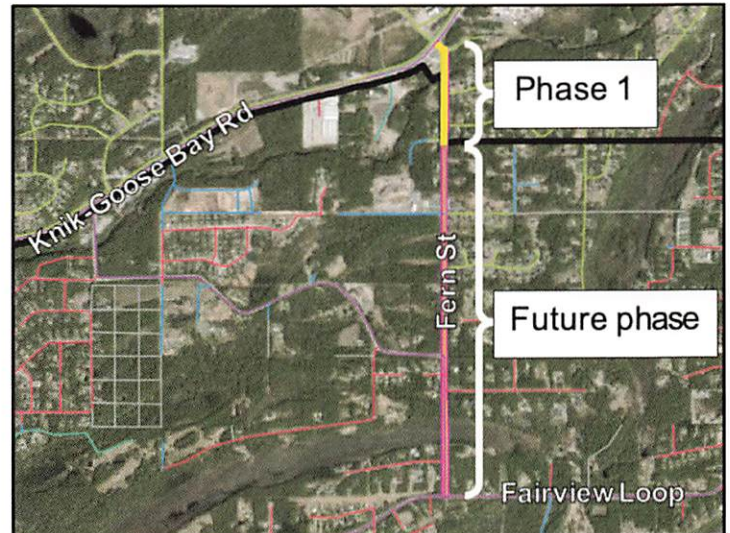 Phase 1
Knik-Goose Bay Rd
Fern St
Future phase
Fairview Loop